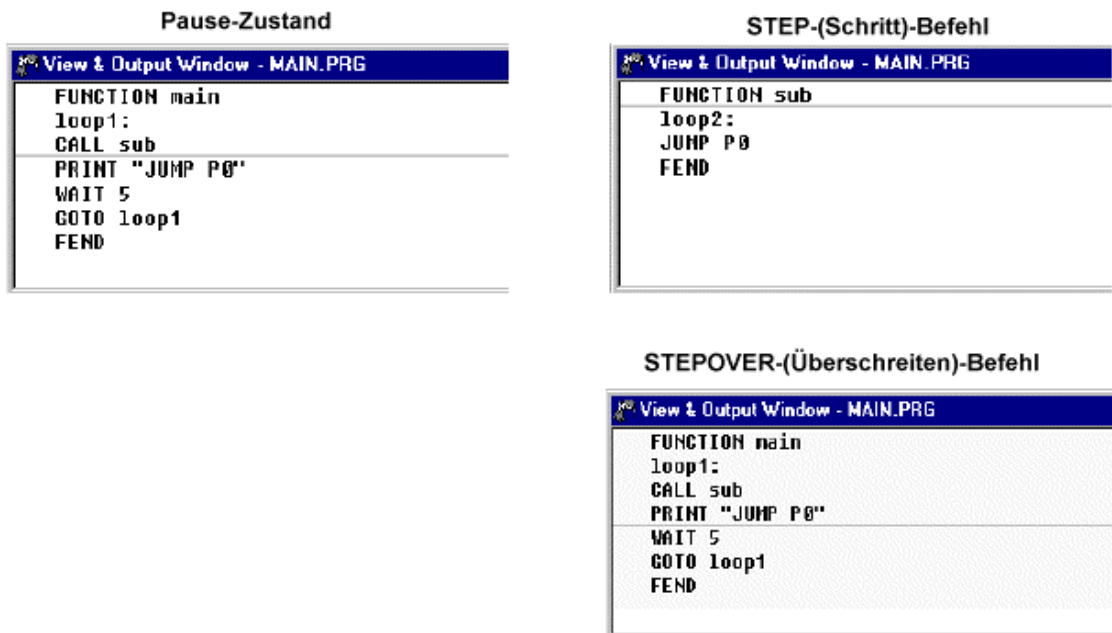 Pause-Zustand
View & Output Window - MAIN.PRG
FUNCTION main
loop1:
CALL sub
PRINT "JUMP P0"
WAIT 5
GOTO loop1
FEND
STEP-(Schritt)-Befehl
View & Output Window - MAIN.PRG
FUNCTION sub
loop2:
JUMP P0
FEND
STEPOVER-(Überschreiten)-Befehl
View & Output Window - MAIN.PRG
FUNCTION main
loop1:
CALL sub
PRINT "JUMP P0"
WAIT 5
GOTO loop1
FEND